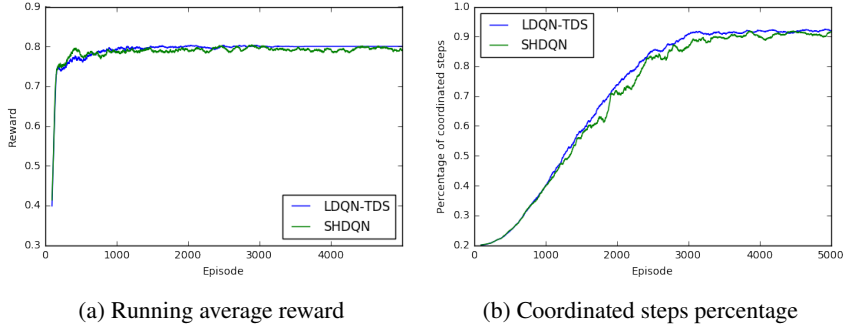 0.9
0.8
0.7
0.6
0.5
0.4
0.3
Reward
0
1000
2000
3000
4000
Episode
LDQN-TDS
SHDQN
(a) Running average reward
1.0
0.9
0.8
0.7
0.6
0.5
0.4
0.3
0.2
Percentage of coordinated steps
0
1000
2000
3000
4000
5000
Episode
LDQN-TDS
SHDQN
(b) Coordinated steps percentage